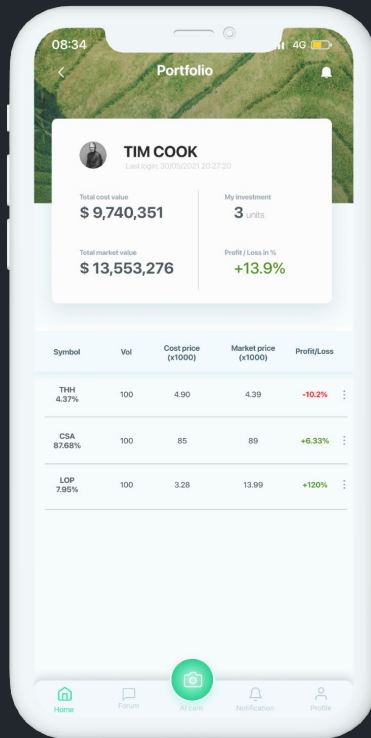 08:34
4G
Portfolio
TIM COOK
Last login: 30/05/2021 20:27:20
Total cost value
$ 9,740,351
My investment
3 units
Total market value
$ 13,553,276
Profit / Loss in %
+13.9%
Symbol Vol Cost price (x1000) Market price (x1000) Profit/Loss
THH
4.37% 100 4.90 4.39 -10.2%
CSA
87.68% 100 85 89 +6.33%
LOP
7.95% 100 3.28 13.99 +120%
Home Forum AI cam Notification Profile